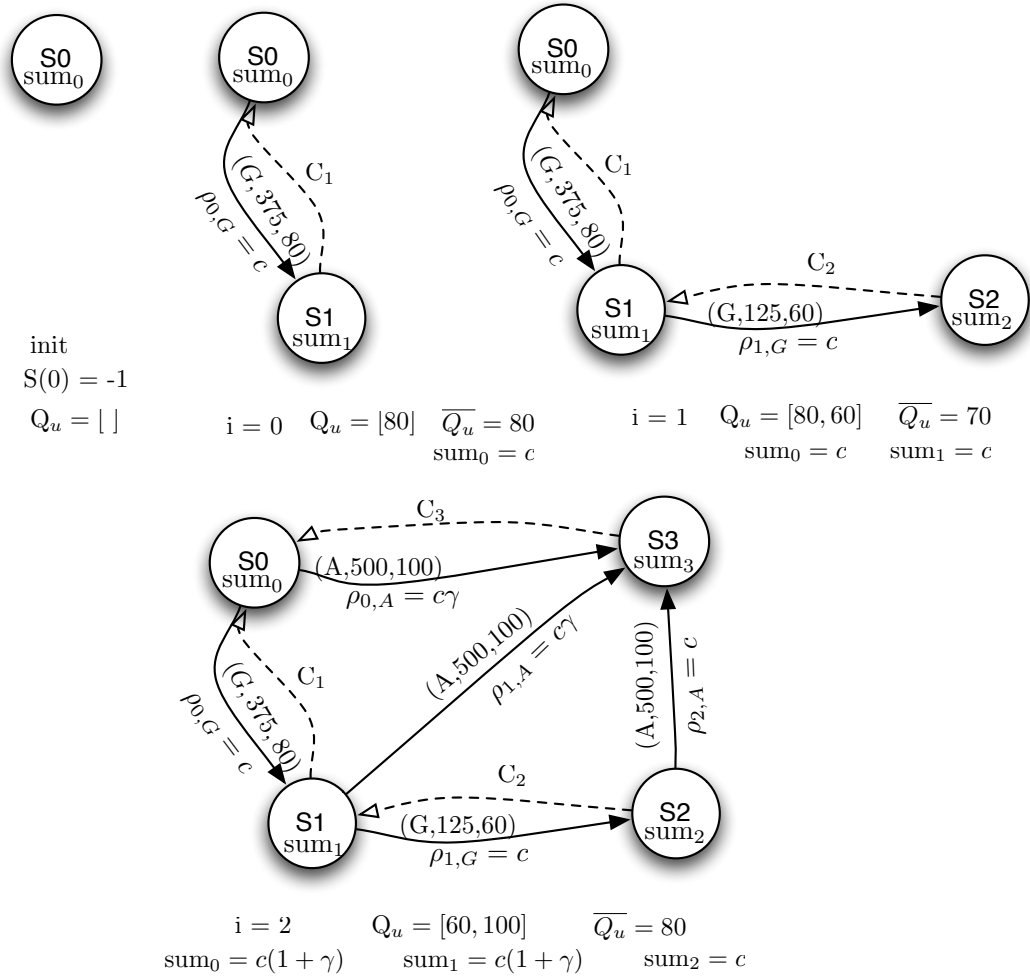 S0
sum₀
S0
sum₀
C₁
(G, 375, 80)
ρ₀,G = c
S1
sum₁
S0
sum₀
C₁
(G, 375, 80)
ρ₀,G = c
S1
sum₁
C₂
(G,125,60)
ρ₁,G = c
S2
sum₂
init
S(0) = -1
Qᵤ = ⌊ ⌋
i = 0 Qᵤ = ⌊80⌋ Q̅ᵤ = 80
sum₀ = c
i = 1 Qᵤ = [80, 60] Q̅ᵤ = 70
sum₀ = c sum₁ = c
S0
sum₀
C₃
(A,500,100)
ρ₀,A = cγ
S3
sum₃
C₁
(G, 375, 80)
ρ₀,G = c
(A,500,100)
ρ₁,A = cγ
(A,500,100)
ρ₂,A = c
S1
sum₁
C₂
(G,125,60)
ρ₁,G = c
S2
sum₂
i = 2 Qᵤ = [60, 100] Q̅ᵤ = 80
sum₀ = c(1 + γ) sum₁ = c(1 + γ) sum₂ = c